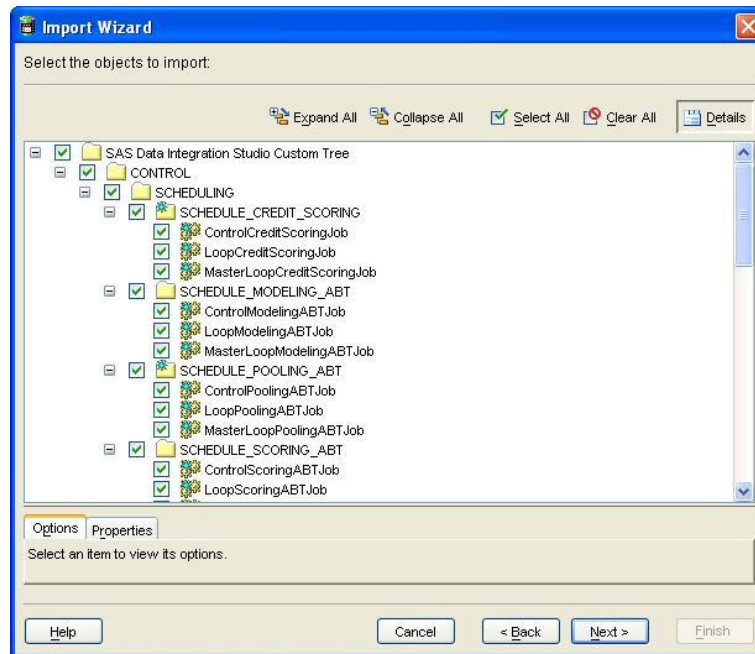 Import Wizard
Select the objects to import:
Expand All Collapse All Select All Clear All Details
SAS Data Integration Studio Custom Tree
CONTROL
SCHEDULING
SCHEDULE_CREDIT_SCORING
ControlCreditScoringJob
LoopCreditScoringJob
MasterLoopCreditScoringJob
SCHEDULE_MODELING_ABT
ControlModelingABTJob
LoopModelingABTJob
MasterLoopModelingABTJob
SCHEDULE_POOLING_ABT
ControlPoolingABTJob
LoopPoolingABTJob
MasterLoopPoolingABTJob
SCHEDULE_SCORING_ABT
ControlScoringABTJob
LoopScoringABTJob
Options Properties
Select an item to view its options.
Help Cancel < Back Next > Finish